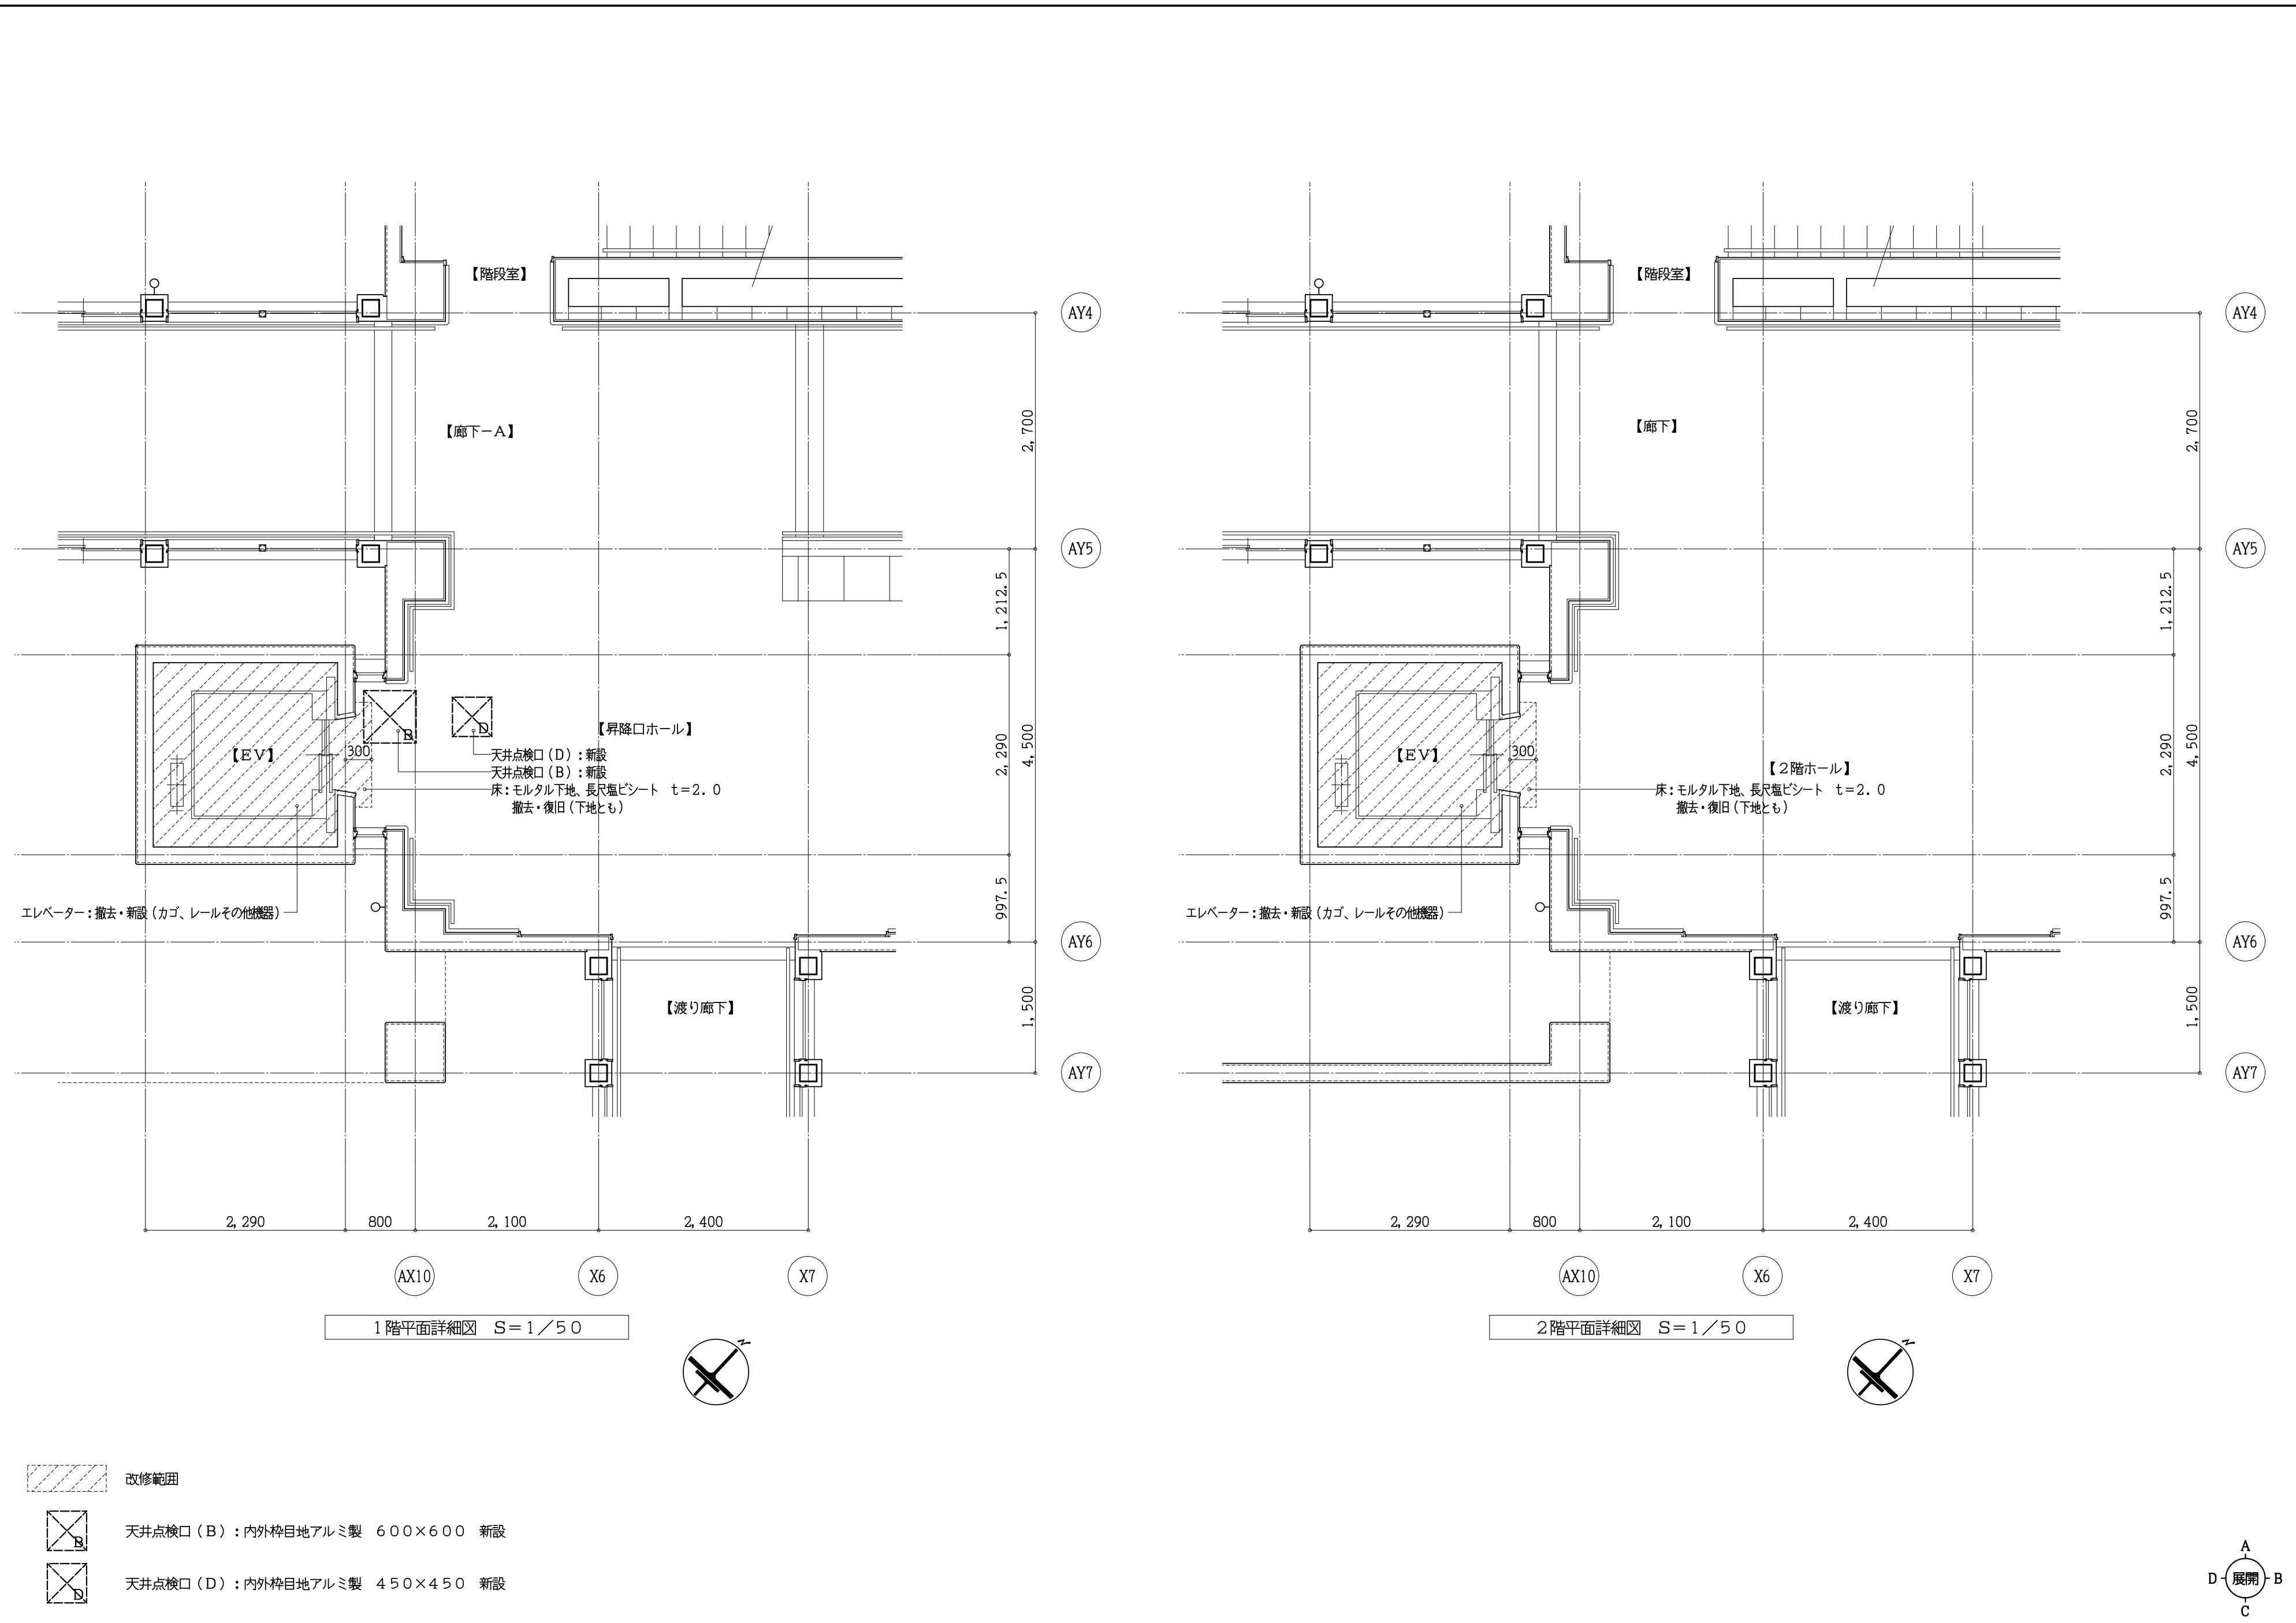 【階段室】
AY4
【廊下－A】
2,700
AY5
1,212.5
【昇降口ホール】
B
D
天井点検口（D）：新設
天井点検口（B）：新設
【EV】
300
床：モルタル下地、長尺塩ビシート　t＝2.0
撤去・復旧（下地とも）
2,290
4,500
997.5
エレベーター：撤去・新設（カゴ、レールその他機器）
AY6
【渡り廊下】
1,500
AY7
2,290
800
2,100
2,400
AX10
X6
X7
1階平面詳細図　S＝1／50
N
【階段室】
AY4
【廊下】
2,700
AY5
1,212.5
【EV】
300
【2階ホール】
床：モルタル下地、長尺塩ビシート　t＝2.0
撤去・復旧（下地とも）
2,290
4,500
997.5
エレベーター：撤去・新設（カゴ、レールその他機器）
AY6
【渡り廊下】
1,500
AY7
2,290
800
2,100
2,400
AX10
X6
X7
2階平面詳細図　S＝1／50
N
改修範囲
B
天井点検口（B）：内外枠目地アルミ製　600×600　新設
D
天井点検口（D）：内外枠目地アルミ製　450×450　新設
A
D 展開 B
C